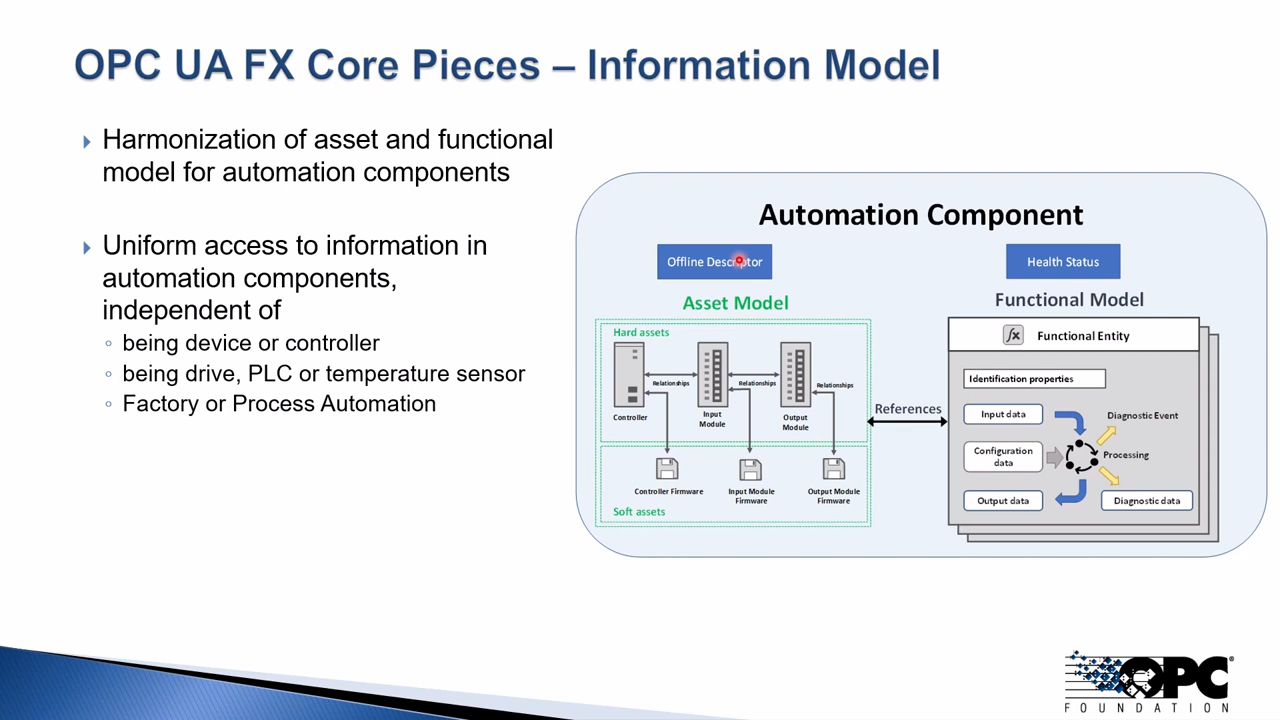 OPC UA FX Core Pieces – Information Model
Harmonization of asset and functional
model for automation components
Uniform access to information in
automation components,
independent of
being device or controller
being drive, PLC or temperature sensor
Factory or Process Automation
Automation Component
Offline Descriptor
Health Status
Asset Model
Functional Model
Hard assets
Relationships
Relationships
Relationships
Controller
Input
Module
Output
Module
Controller Firmware
Input Module
Firmware
Output Module
Firmware
Soft assets
References
fx
Functional Entity
Identification properties
Input data
Diagnostic Event
Configuration
data
Processing
Output data
Diagnostic data
OPC®
FOUNDATION